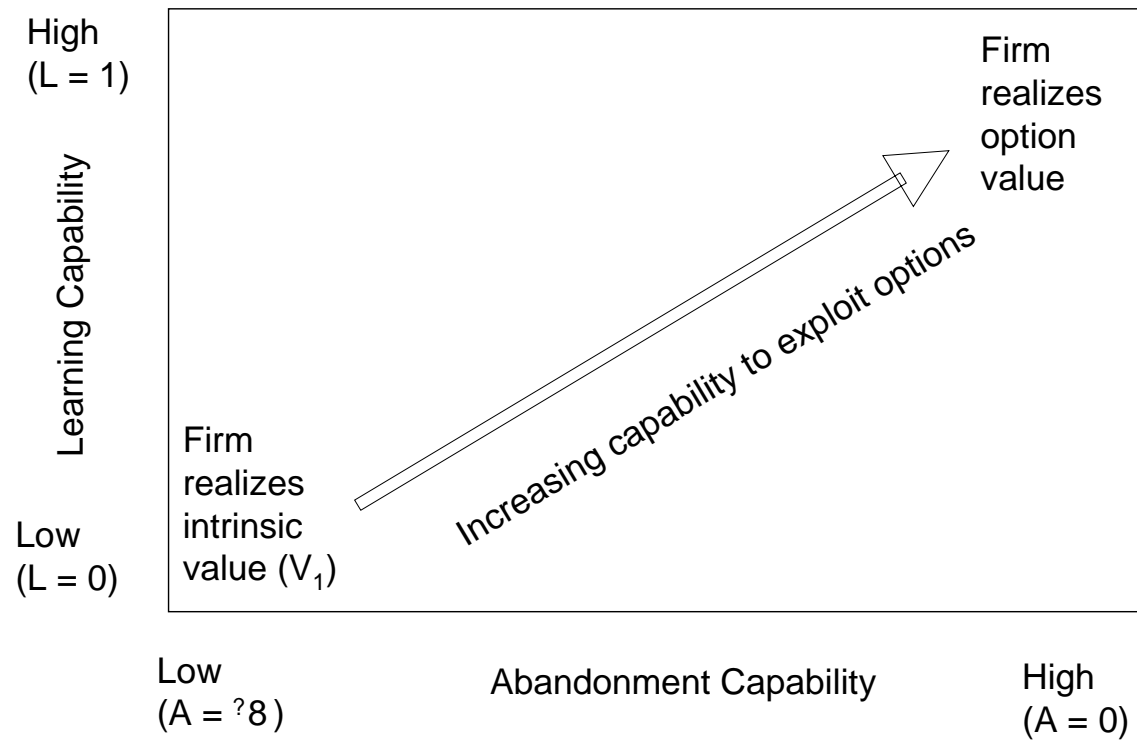 High
(L = 1)
Firm
realizes
option
value
Learning Capability
Increasing capability to exploit options
Firm
realizes
intrinsic
value (V₁)
Low
(L = 0)
Low
(A = ?8)
Abandonment Capability
High
(A = 0)